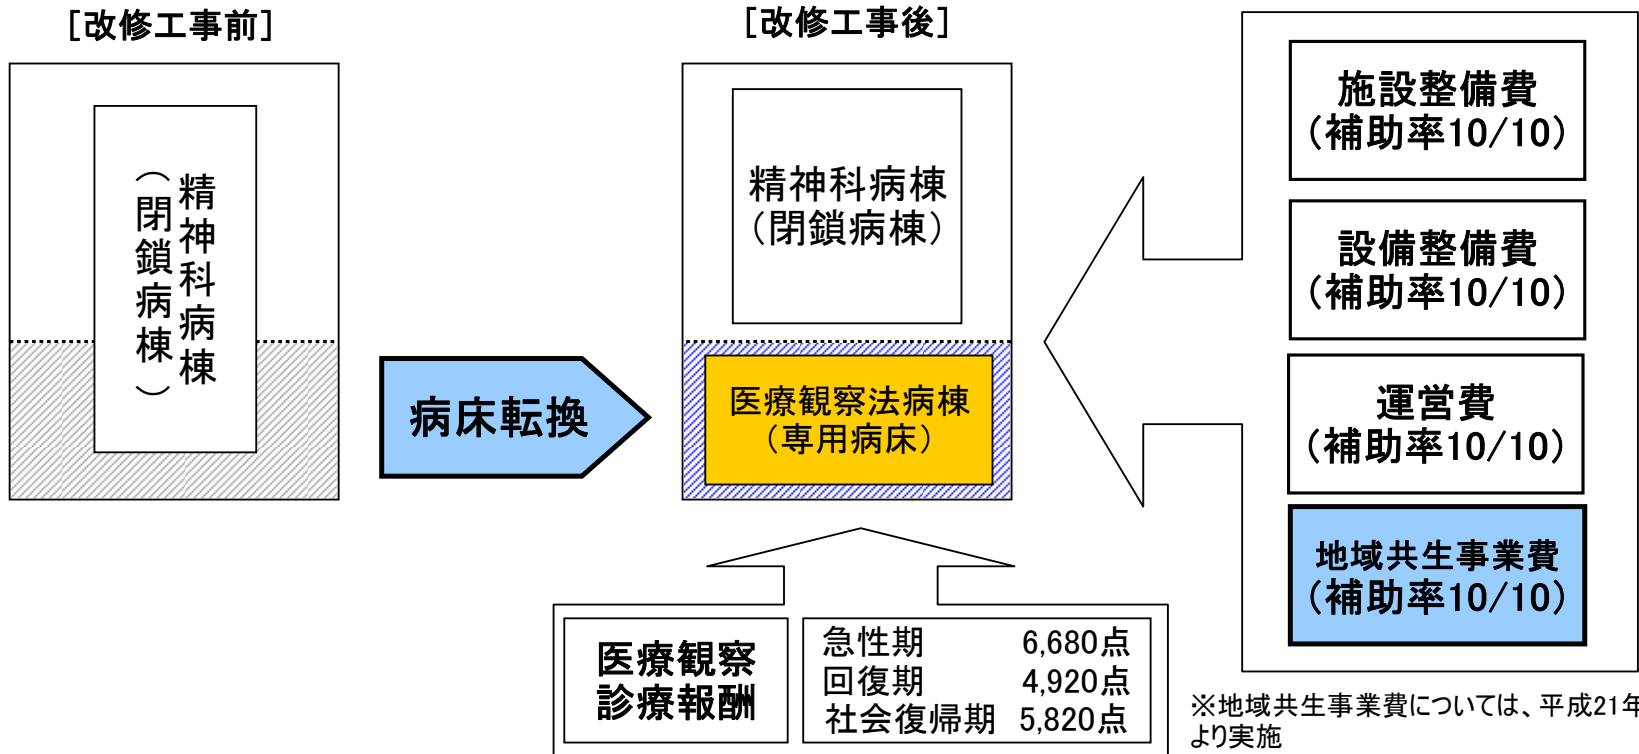 [改修工事前]
精神科病棟
（閉鎖病棟）
病床転換
[改修工事後]
精神科病棟
（閉鎖病棟）
医療観察法病棟
（専用病床）
医療観察
診療報酬
急性期 6,680点
回復期 4,920点
社会復帰期 5,820点
施設整備費
（補助率10/10）
設備整備費
（補助率10/10）
運営費
（補助率10/10）
地域共生事業費
（補助率10/10）
※地域共生事業費については、平成21年
より実施